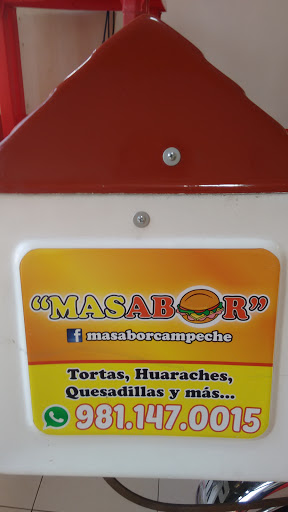 "MASABOR"
masaborcampeche
Tortas, Huaraches,
Quesadillas y más...
981.147.0015